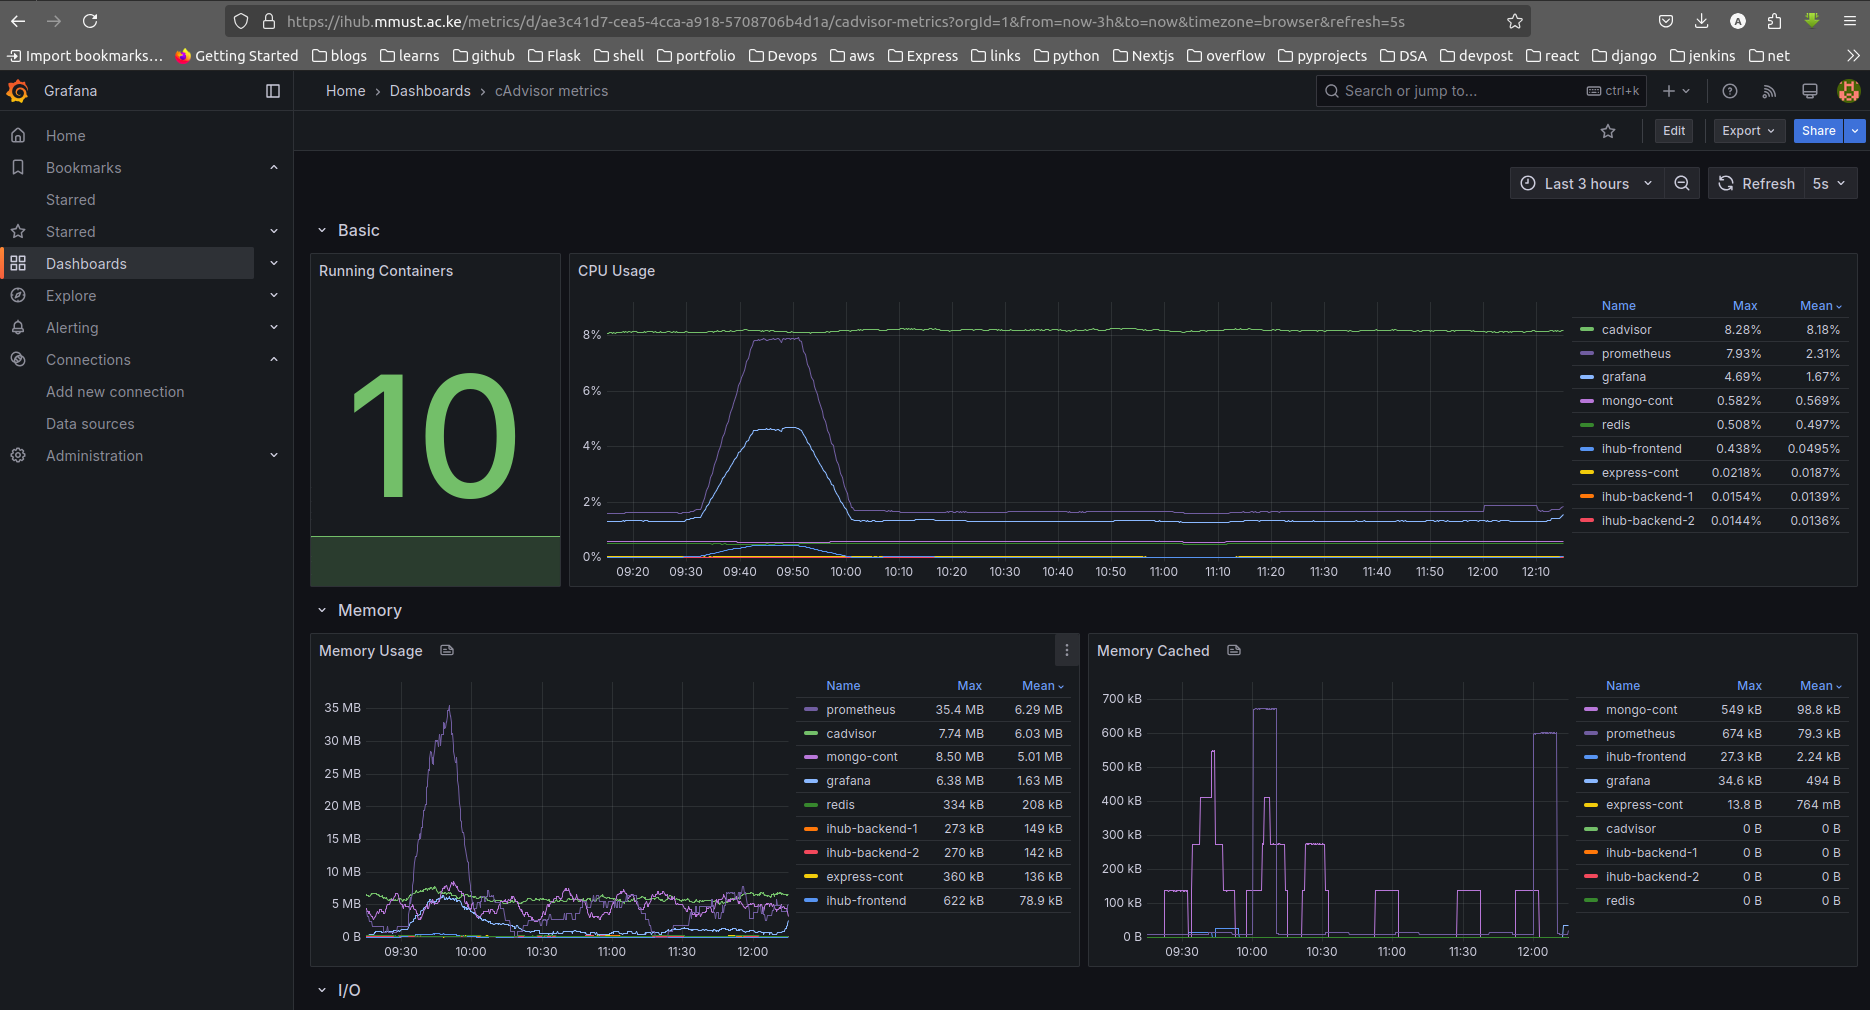 https://ihub.mmust.ac.ke/metrics/d/ae3c41d7-cea5-4cca-a918-5708706b4d1a/cadvisor-metrics?orgId=1&from=now-3h&to=now&timezone=browser&refresh=5s
Import bookmarks… Getting Started blogs learns github Flask shell portfolio Devops aws Express links python Nextjs overflow pyprojects DSA devpost react django jenkins net
Grafana
Home › Dashboards › cAdvisor metrics
Search or jump to... ctrl+k
Edit Export Share
Home
Bookmarks
Starred
Starred
Dashboards
Explore
Alerting
Connections
Add new connection
Data sources
Administration
Last 3 hours Refresh 5s
Basic
Running Containers
10
CPU Usage
8%
6%
4%
2%
0%
09:20 09:30 09:40 09:50 10:00 10:10 10:20 10:30 10:40 10:50 11:00 11:10 11:20 11:30 11:40 11:50 12:00 12:10
Name Max Mean
cadvisor 8.28% 8.18%
prometheus 7.93% 2.31%
grafana 4.69% 1.67%
mongo-cont 0.582% 0.569%
redis 0.508% 0.497%
ihub-frontend 0.438% 0.0495%
express-cont 0.0218% 0.0187%
ihub-backend-1 0.0154% 0.0139%
ihub-backend-2 0.0144% 0.0136%
Memory
Memory Usage
35 MB
30 MB
25 MB
20 MB
15 MB
10 MB
5 MB
0 B
09:30 10:00 10:30 11:00 11:30 12:00
Name Max Mean
prometheus 35.4 MB 6.29 MB
cadvisor 7.74 MB 6.03 MB
mongo-cont 8.50 MB 5.01 MB
grafana 6.38 MB 1.63 MB
redis 334 kB 208 kB
ihub-backend-1 273 kB 149 kB
ihub-backend-2 270 kB 142 kB
express-cont 360 kB 136 kB
ihub-frontend 622 kB 78.9 kB
Memory Cached
700 kB
600 kB
500 kB
400 kB
300 kB
200 kB
100 kB
0 B
09:30 10:00 10:30 11:00 11:30 12:00
Name Max Mean
mongo-cont 549 kB 98.8 kB
prometheus 674 kB 79.3 kB
ihub-frontend 27.3 kB 2.24 kB
grafana 34.6 kB 494 B
express-cont 13.8 B 764 mB
cadvisor 0 B 0 B
ihub-backend-1 0 B 0 B
ihub-backend-2 0 B 0 B
redis 0 B 0 B
I/O